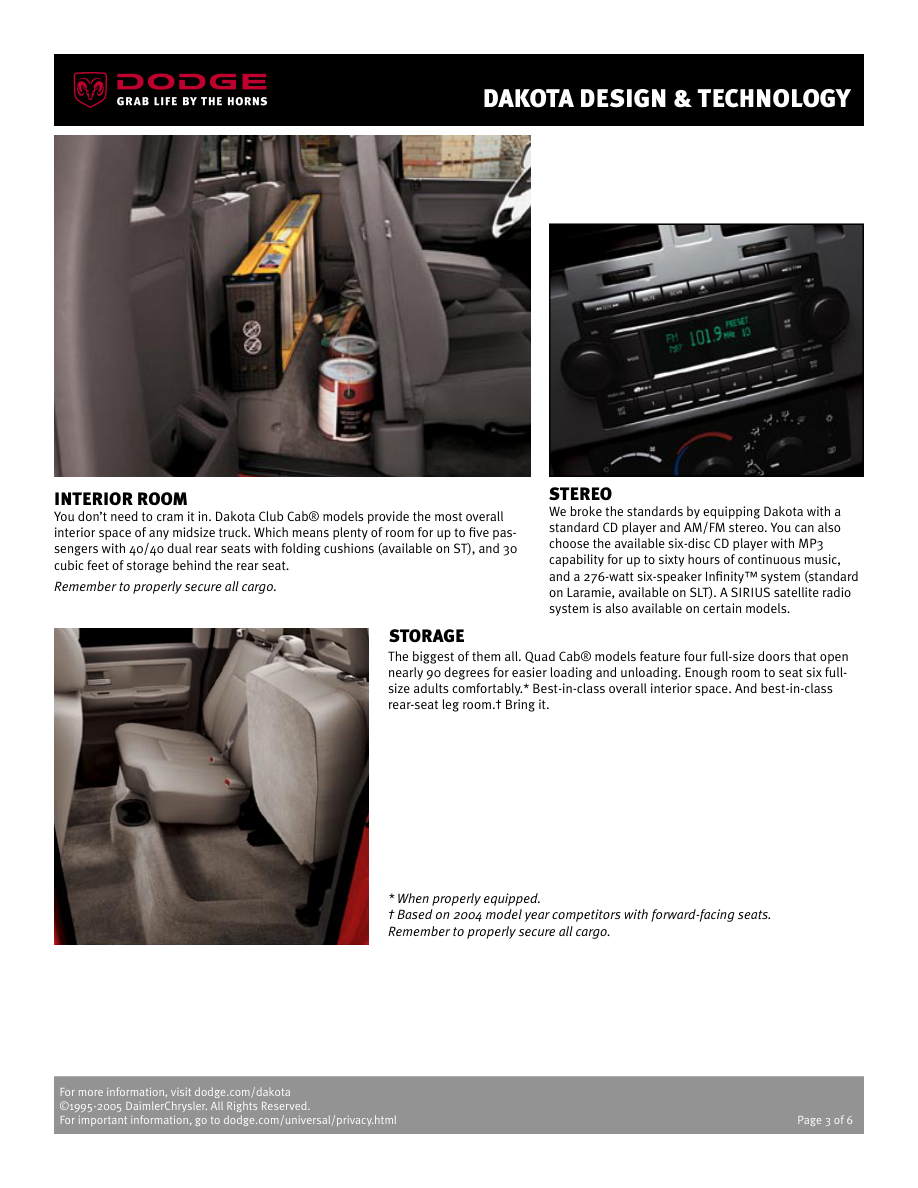 DODGE
GRAB LIFE BY THE HORNS
DAKOTA DESIGN & TECHNOLOGY
MUTE SCAN INFO TUNE
FM 101.9 MHz PRESET 10
1 2 3 4 5 6
INTERIOR ROOM
You don’t need to cram it in. Dakota Club Cab® models provide the most overall
interior space of any midsize truck. Which means plenty of room for up to five pas-
sengers with 40/40 dual rear seats with folding cushions (available on ST), and 30
cubic feet of storage behind the rear seat.
Remember to properly secure all cargo.
STEREO
We broke the standards by equipping Dakota with a
standard CD player and AM/FM stereo. You can also
choose the available six-disc CD player with MP3
capability for up to sixty hours of continuous music,
and a 276-watt six-speaker Infinity™ system (standard
on Laramie, available on SLT). A SIRIUS satellite radio
system is also available on certain models.
STORAGE
The biggest of them all. Quad Cab® models feature four full-size doors that open
nearly 90 degrees for easier loading and unloading. Enough room to seat six full-
size adults comfortably.* Best-in-class overall interior space. And best-in-class
rear-seat leg room.† Bring it.
* When properly equipped.
† Based on 2004 model year competitors with forward-facing seats.
Remember to properly secure all cargo.
For more information, visit dodge.com/dakota
©1995-2005 DaimlerChrysler. All Rights Reserved.
For important information, go to dodge.com/universal/privacy.html
Page 3 of 6